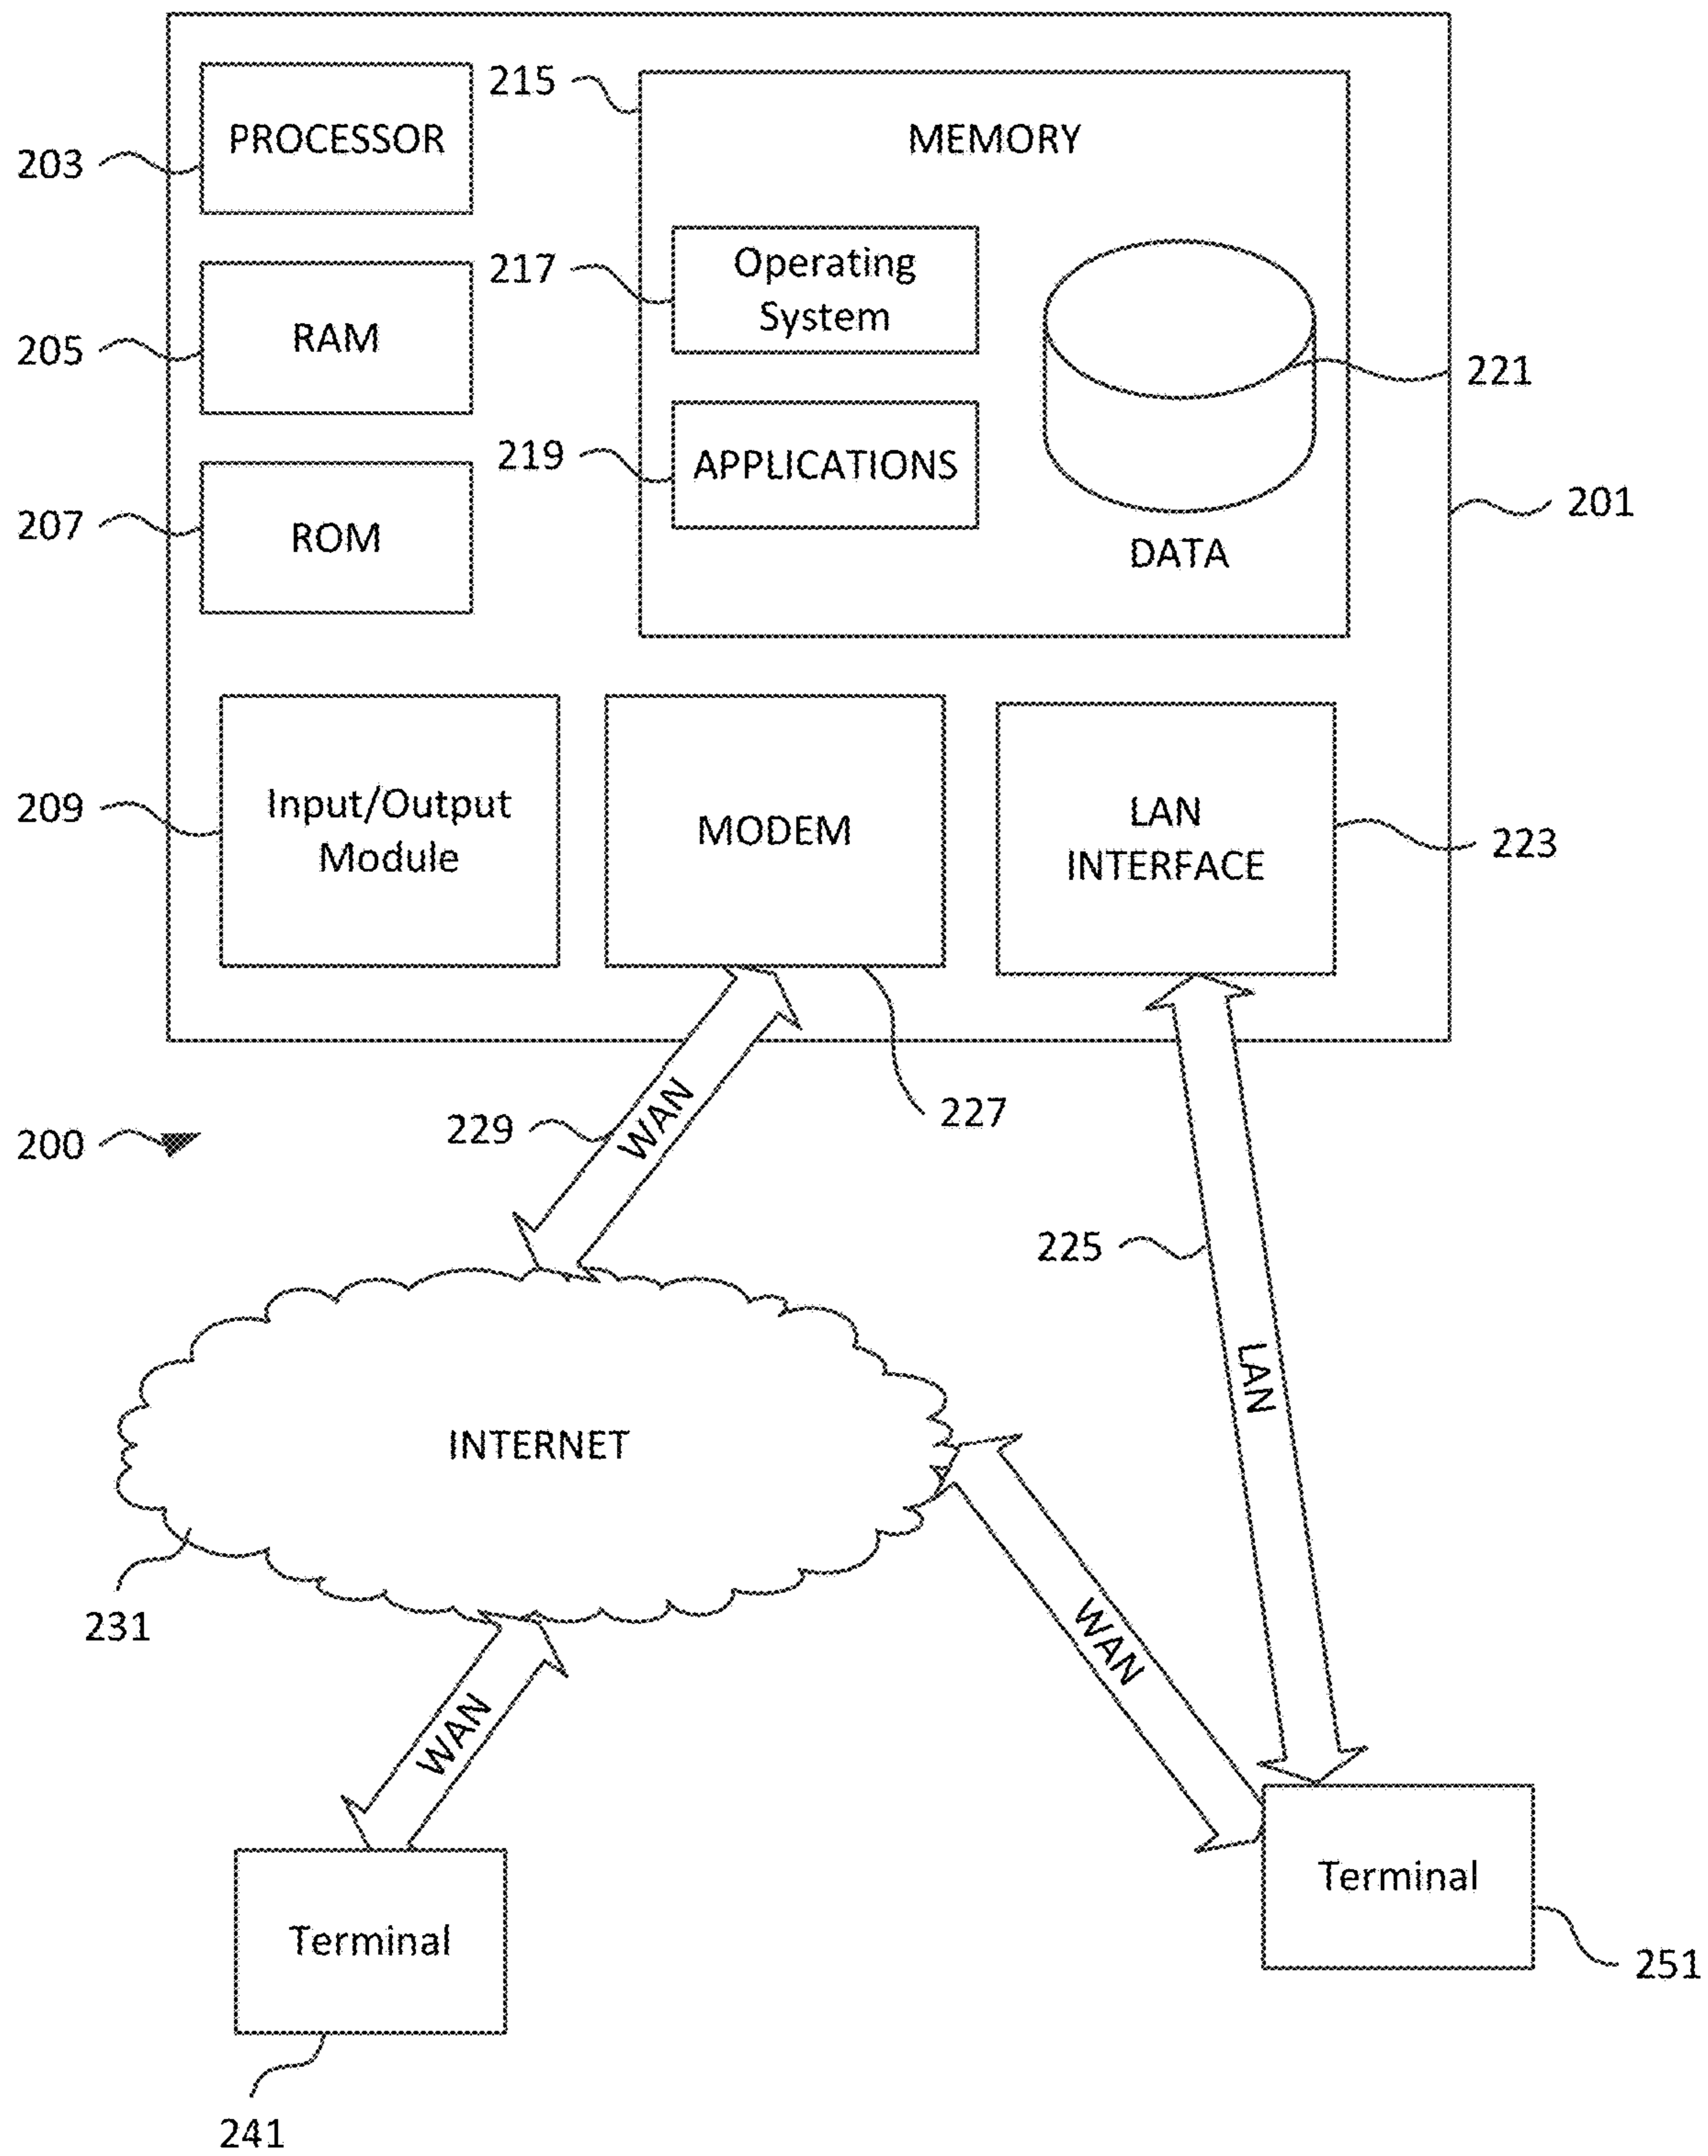 215
PROCESSOR
MEMORY
203
217
Operating
System
RAM
205
221
219
APPLICATIONS
201
207
ROM
DATA
209
Input/Output
Module
MODEM
LAN
INTERFACE
223
229
WAN
227
200
225
LAN
INTERNET
231
WAN
WAN
Terminal
Terminal
251
241